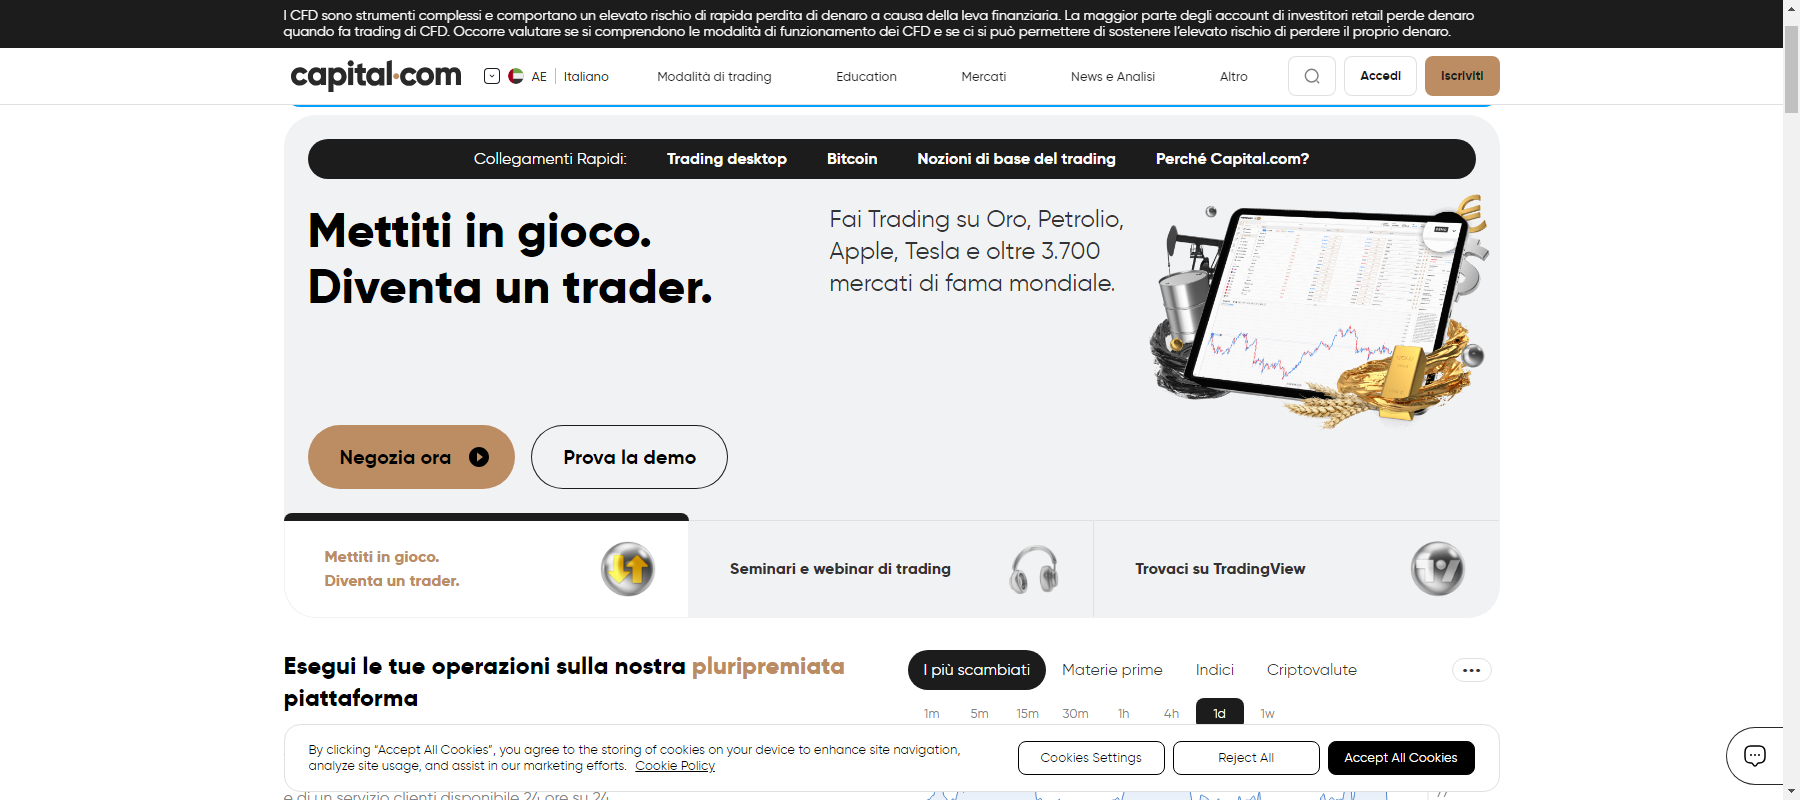 I CFD sono strumenti complessi e comportano un elevato rischio di rapida perdita di denaro a causa della leva finanziaria. La maggior parte degli account di investitori retail perde denaro
quando fa trading di CFD. Occorre valutare se si comprendono le modalità di funzionamento dei CFD e se ci si può permettere di sostenere l'elevato rischio di perdere il proprio denaro.
capital.com AE Italiano Modalità di trading Education Mercati News e Analisi Altro Accedi Iscriviti
Collegamenti Rapidi: Trading desktop Bitcoin Nozioni di base del trading Perché Capital.com?
Mettiti in gioco.
Diventa un trader.
Fai Trading su Oro, Petrolio,
Apple, Tesla e oltre 3.700
mercati di fama mondiale.
Negozia ora Prova la demo
Mettiti in gioco.
Diventa un trader.
Seminari e webinar di trading
Trovaci su TradingView
Esegui le tue operazioni sulla nostra pluripremiata
piattaforma
I più scambiati Materie prime Indici Criptovalute
1m 5m 15m 30m 1h 4h 1d 1w
By clicking “Accept All Cookies”, you agree to the storing of cookies on your device to enhance site navigation,
analyze site usage, and assist in our marketing efforts. Cookie Policy
Cookies Settings Reject All Accept All Cookies
e di un servizio clienti disponibile 24 ore su 24